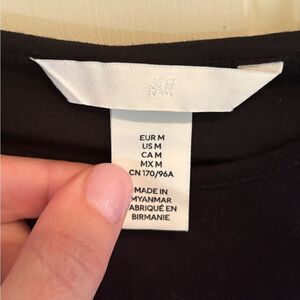 H&M
EUR M
US M
CA M
MX M
CN 170/96A
MADE IN
MYANMAR
FABRIQUÉ EN
BIRMANIE